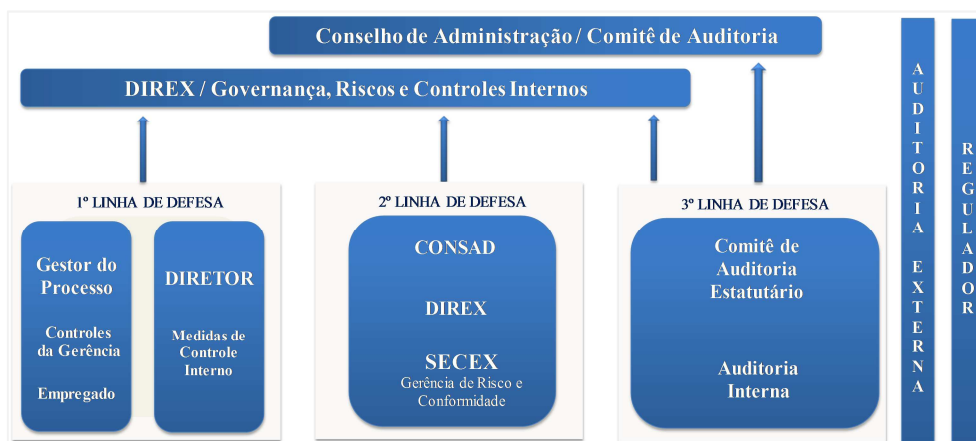 Conselho de Administração / Comitê de Auditoria
DIREX / Governança, Riscos e Controles Internos
1º LINHA DE DEFESA
Gestor do
Processo
Controles
da Gerência
Empregado
DIRETOR
Medidas de
Controle
Interno
2º LINHA DE DEFESA
CONSAD
DIREX
SECEX
Gerência de Risco e
Conformidade
3º LINHA DE DEFESA
Comitê de
Auditoria
Estatutário
Auditoria
Interna
AUDITORIA EXTERNA
REGULADOR